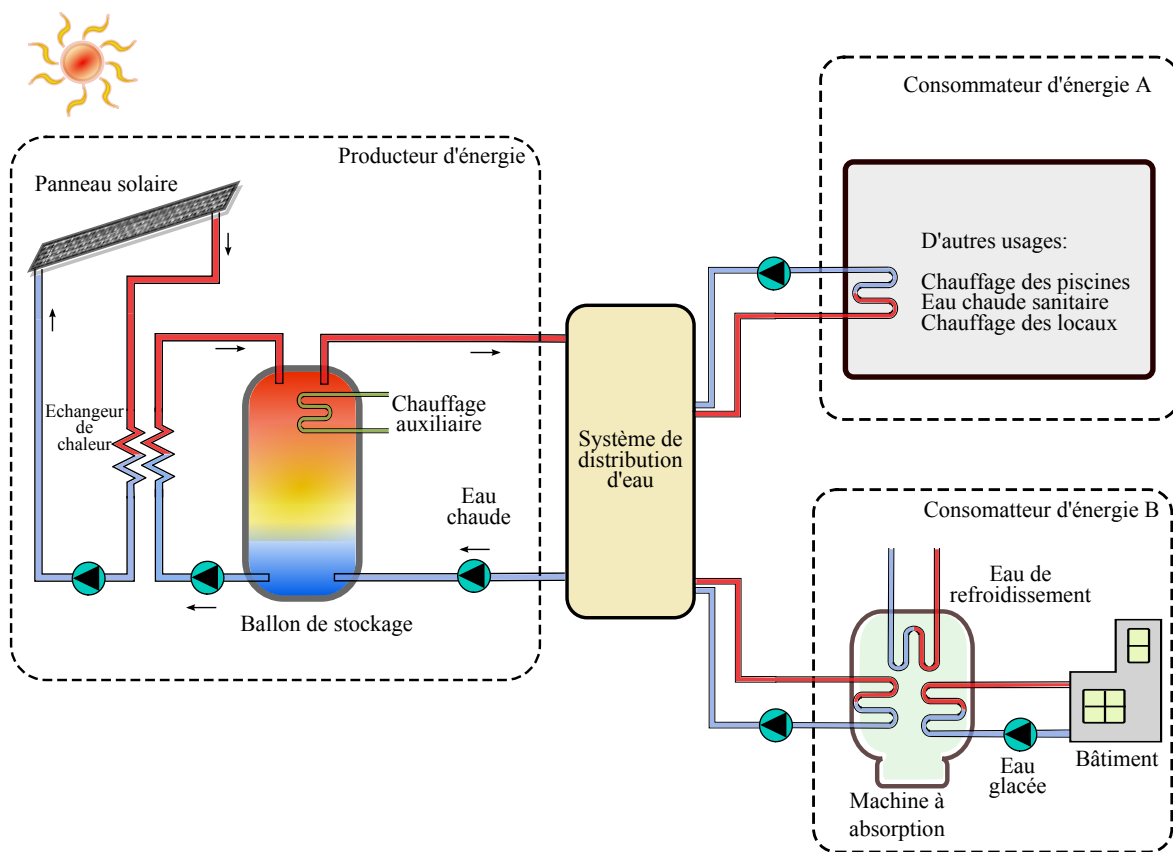 Producteur d'énergie
Panneau solaire
Echangeur
de
chaleur
Chauffage
auxiliaire
Eau
chaude
Ballon de stockage
Système de
distribution
d'eau
Consommateur d'énergie A
D'autres usages:
Chauffage des piscines
Eau chaude sanitaire
Chauffage des locaux
Consomatteur d'énergie B
Eau de
refroidissement
Eau
glacée
Bâtiment
Machine à
absorption